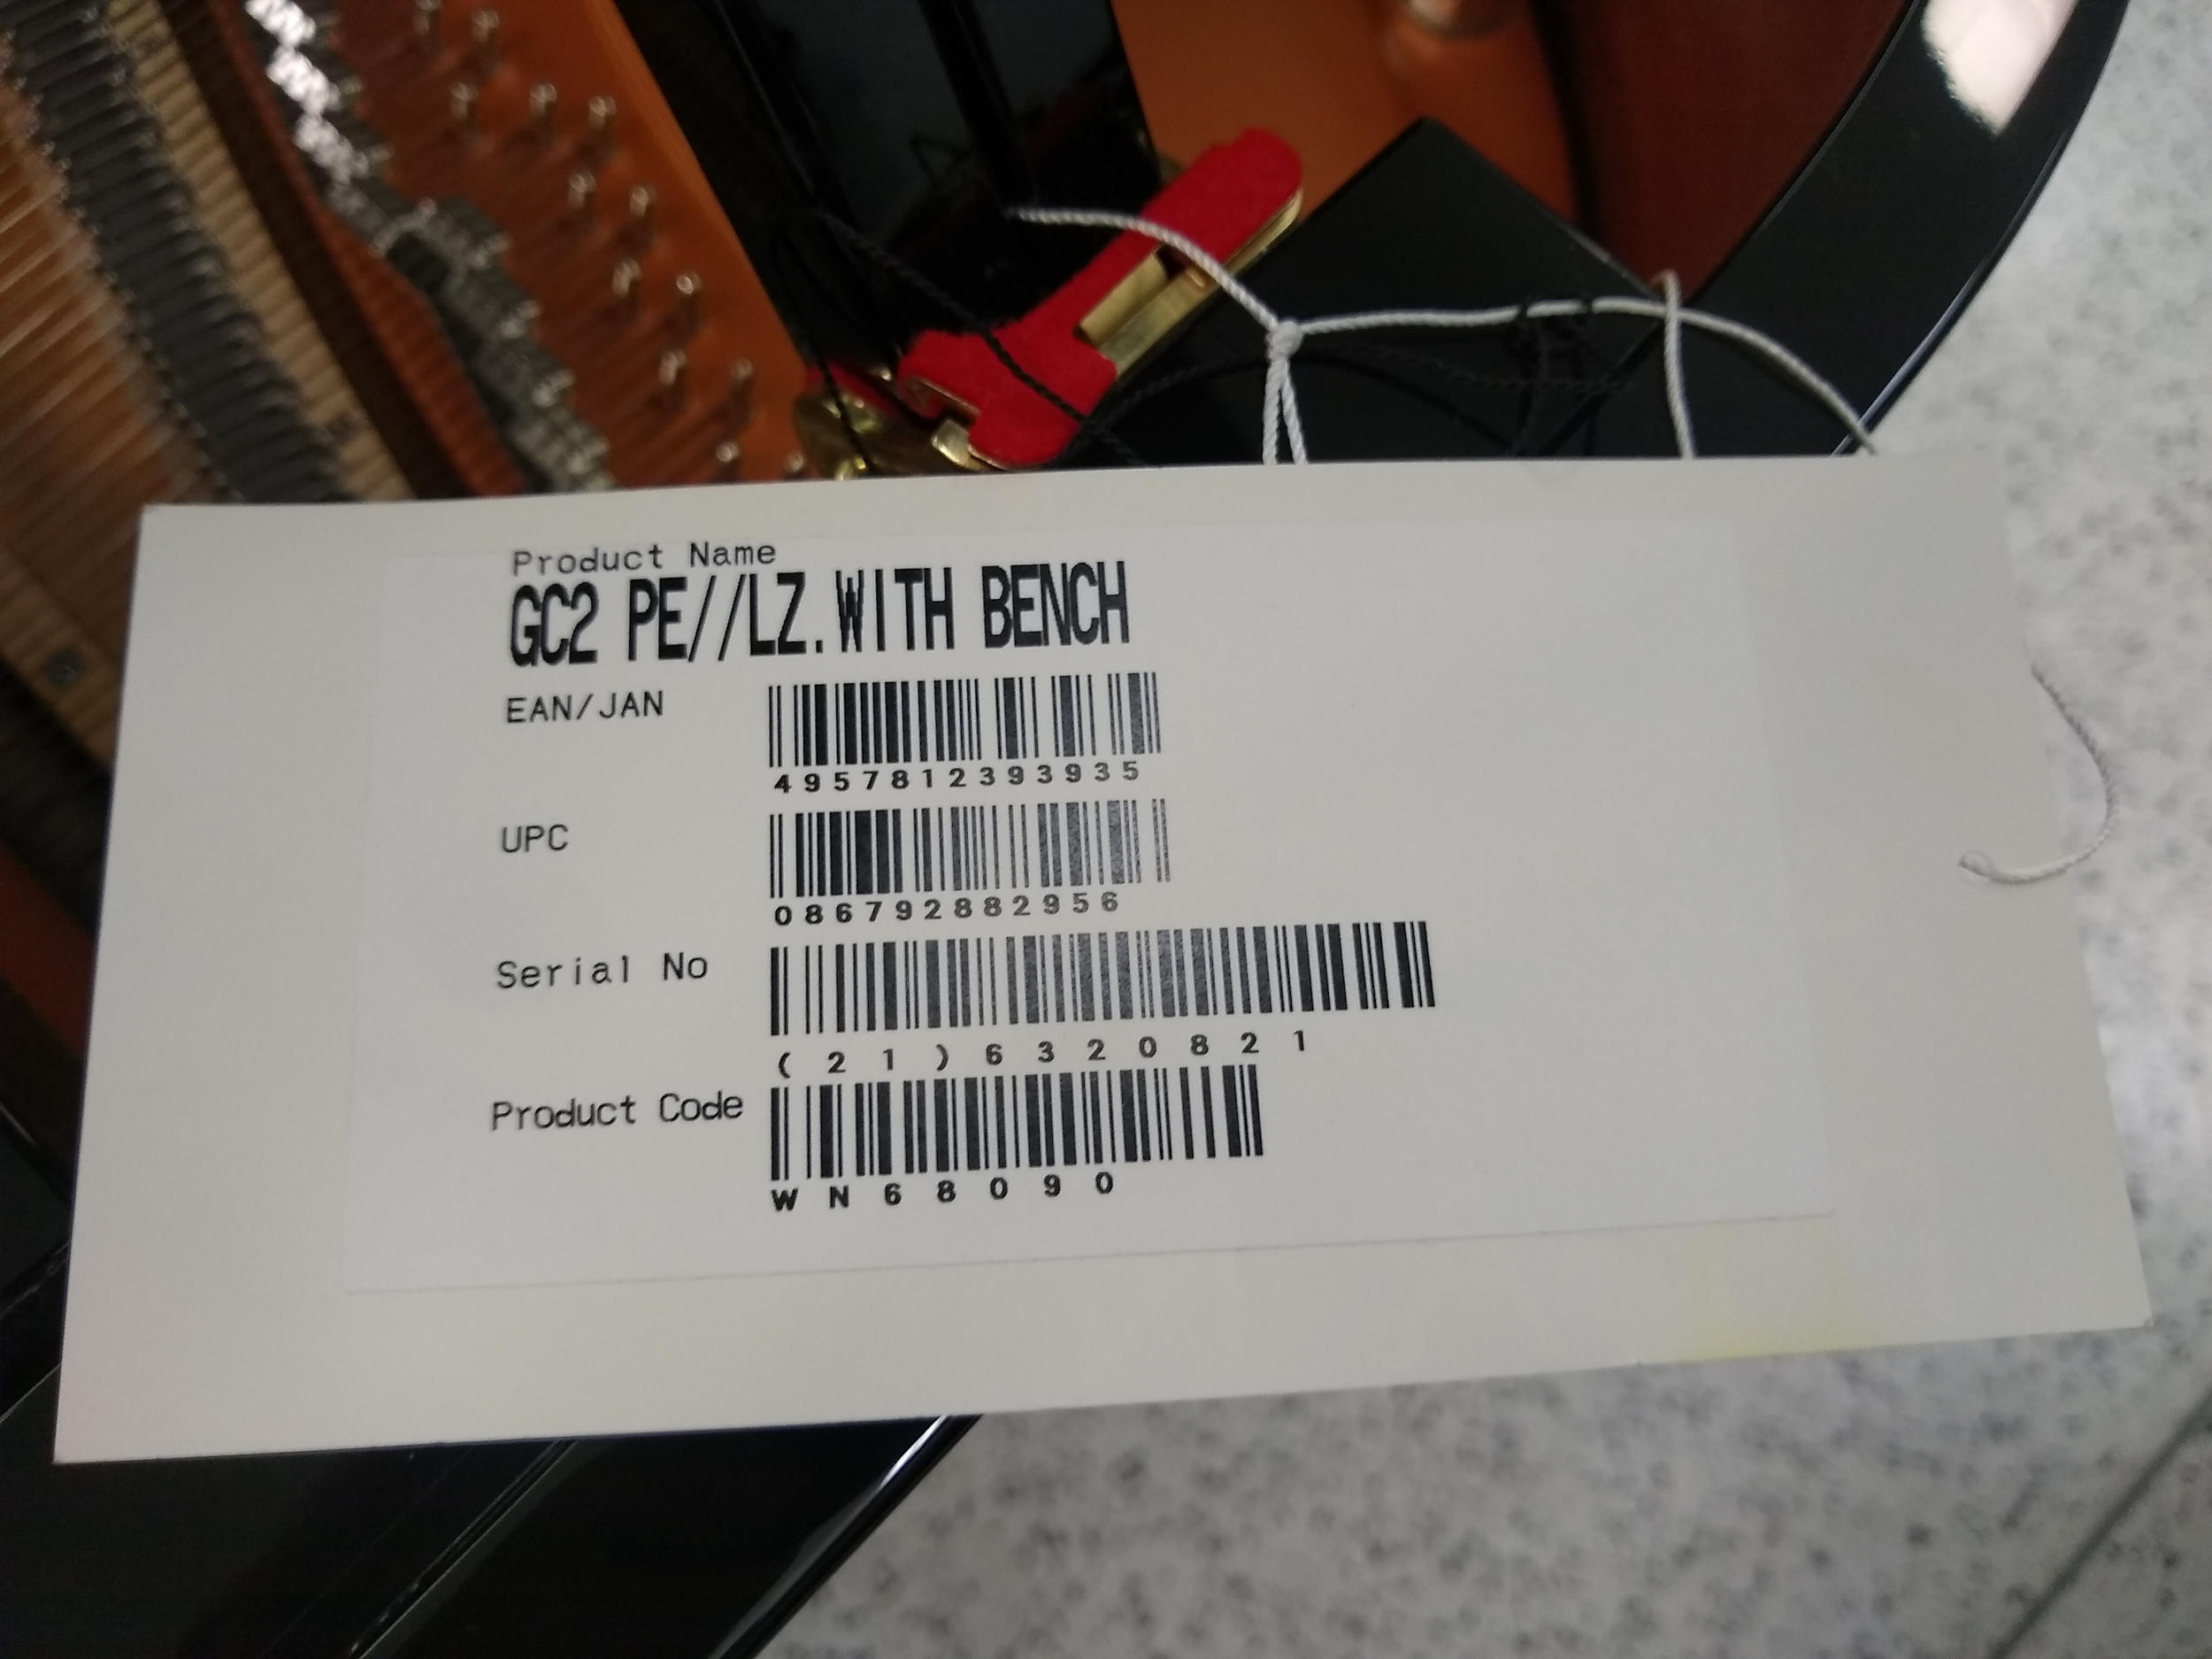 Product Name
GC2 PE//LZ.WITH BENCH
EAN/JAN
4957812393935
UPC
086792882956
Serial No
(21)6320821
Product Code
WN68090